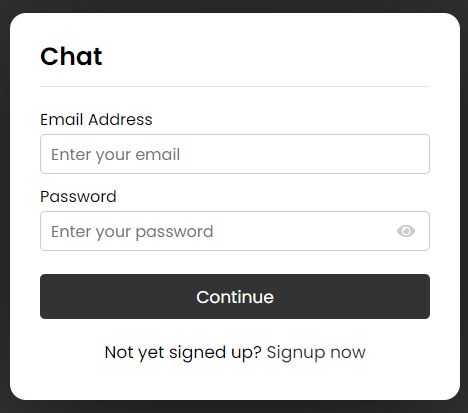 Chat
Email Address
Enter your email
Password
Enter your password
Continue
Not yet signed up? Signup now